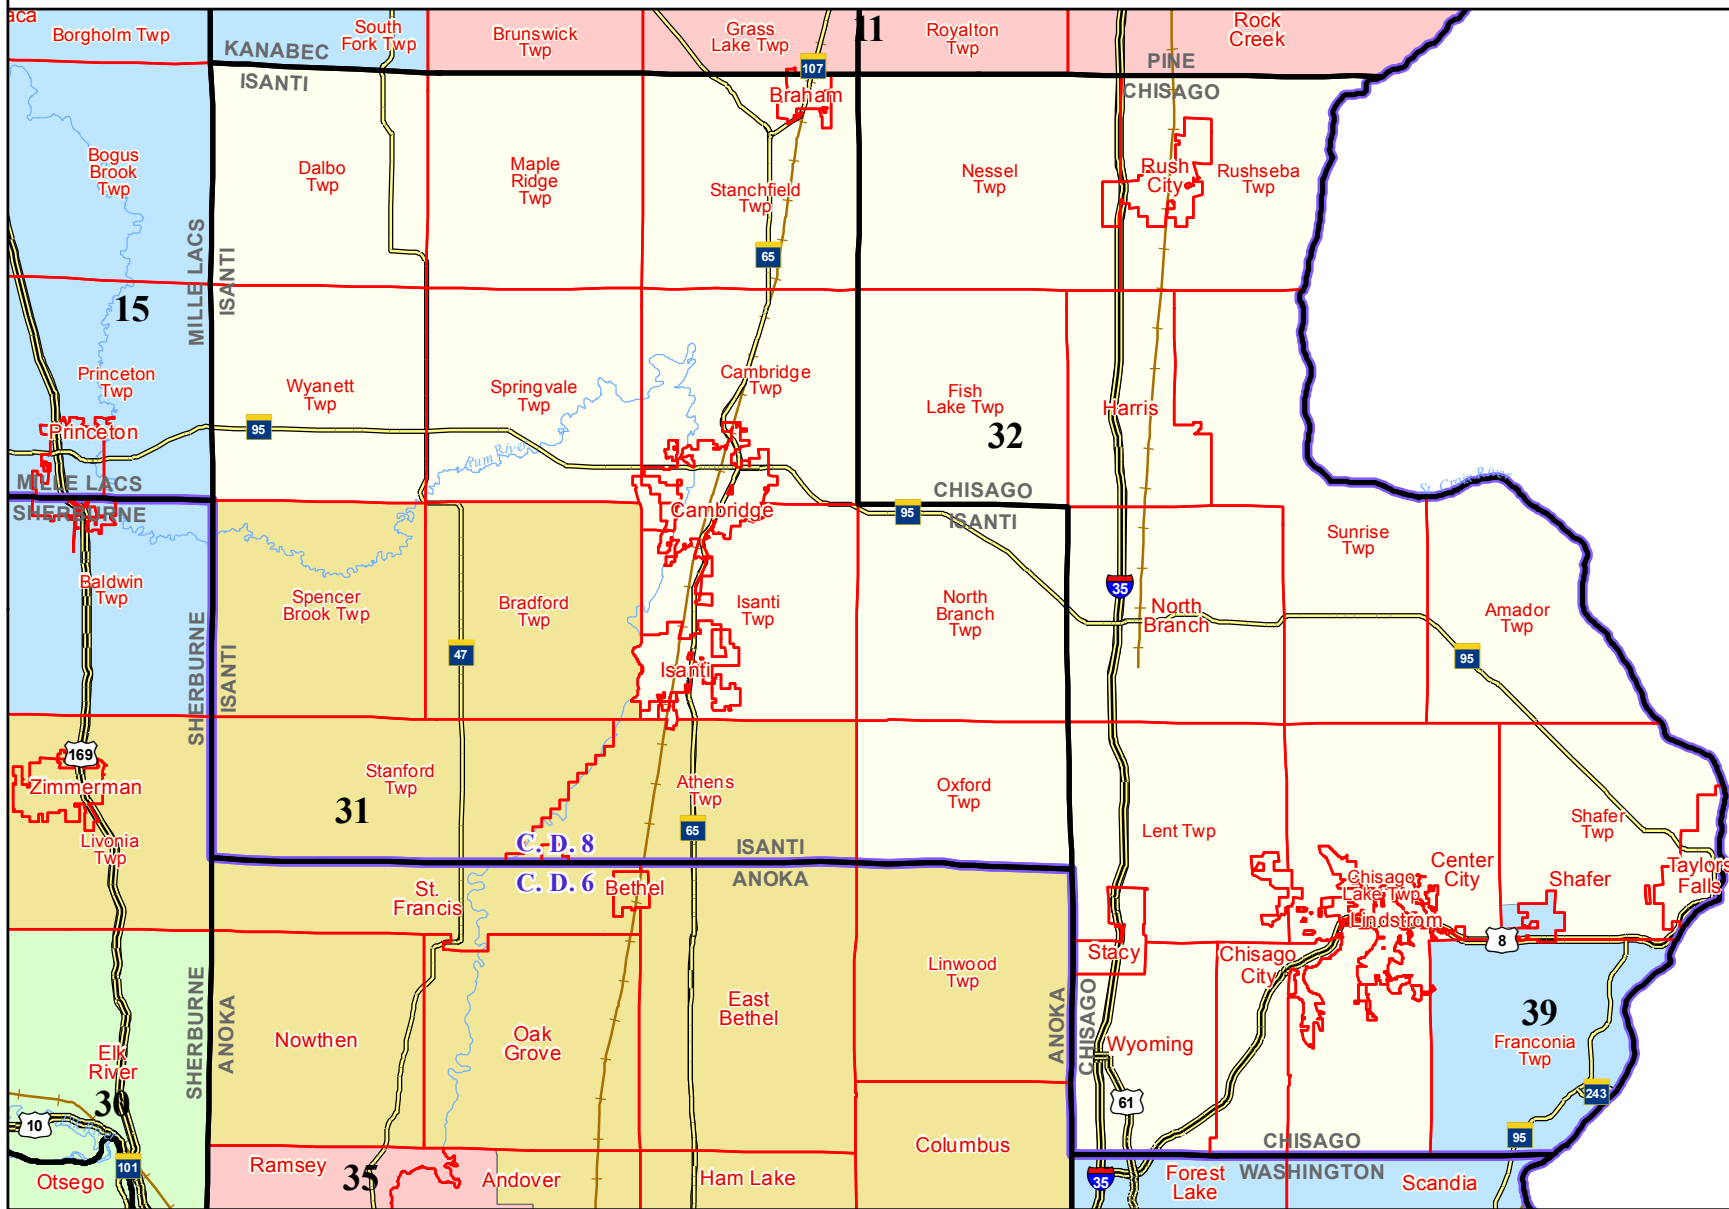 aca
Borgholm Twp
South
Fork Twp
Brunswick
Twp
Grass
Lake Twp
11
Royalton
Twp
Rock
Creek
KANABEC
ISANTI
107
PINE
CHISAGO
Braham
Bogus
Brook
Twp
Dalbo
Twp
Maple
Ridge
Twp
Stanchfield
Twp
Nessel
Twp
Rush
City
Rushseba
Twp
MILLE LACS
ISANTI
65
15
Princeton
Twp
Wyanett
Twp
Springvale
Twp
Cambridge
Twp
Fish
Lake Twp
Harris
32
Princeton
95
Rum River
MILLE LACS
SHERBURNE
CHISAGO
ISANTI
St. Croix River
Cambridge
95
Sunrise
Twp
Baldwin
Twp
Spencer
Brook Twp
Bradford
Twp
Isanti
Twp
North
Branch
Twp
35
North
Branch
Amador
Twp
SHERBURNE
ISANTI
47
95
Isanti
169
Zimmerman
Stanford
Twp
Athens
Twp
Oxford
Twp
31
65
Livonia
Twp
Lent Twp
Shafer
Twp
C. D. 8
C. D. 6
ISANTI
ANOKA
St.
Francis
Bethel
Chisago
Lake Twp
Center
City
Shafer
Taylors
Falls
Lindstrom
8
Stacy
Chisago
City
Linwood
Twp
SHERBURNE
ANOKA
Nowthen
Oak
Grove
East
Bethel
ANOKA
CHISAGO
Wyoming
39
Franconia
Twp
Elk
River
30
10
61
243
95
101
Otsego
Ramsey
35
Andover
Ham Lake
Columbus
CHISAGO
WASHINGTON
35
Forest
Lake
Scandia